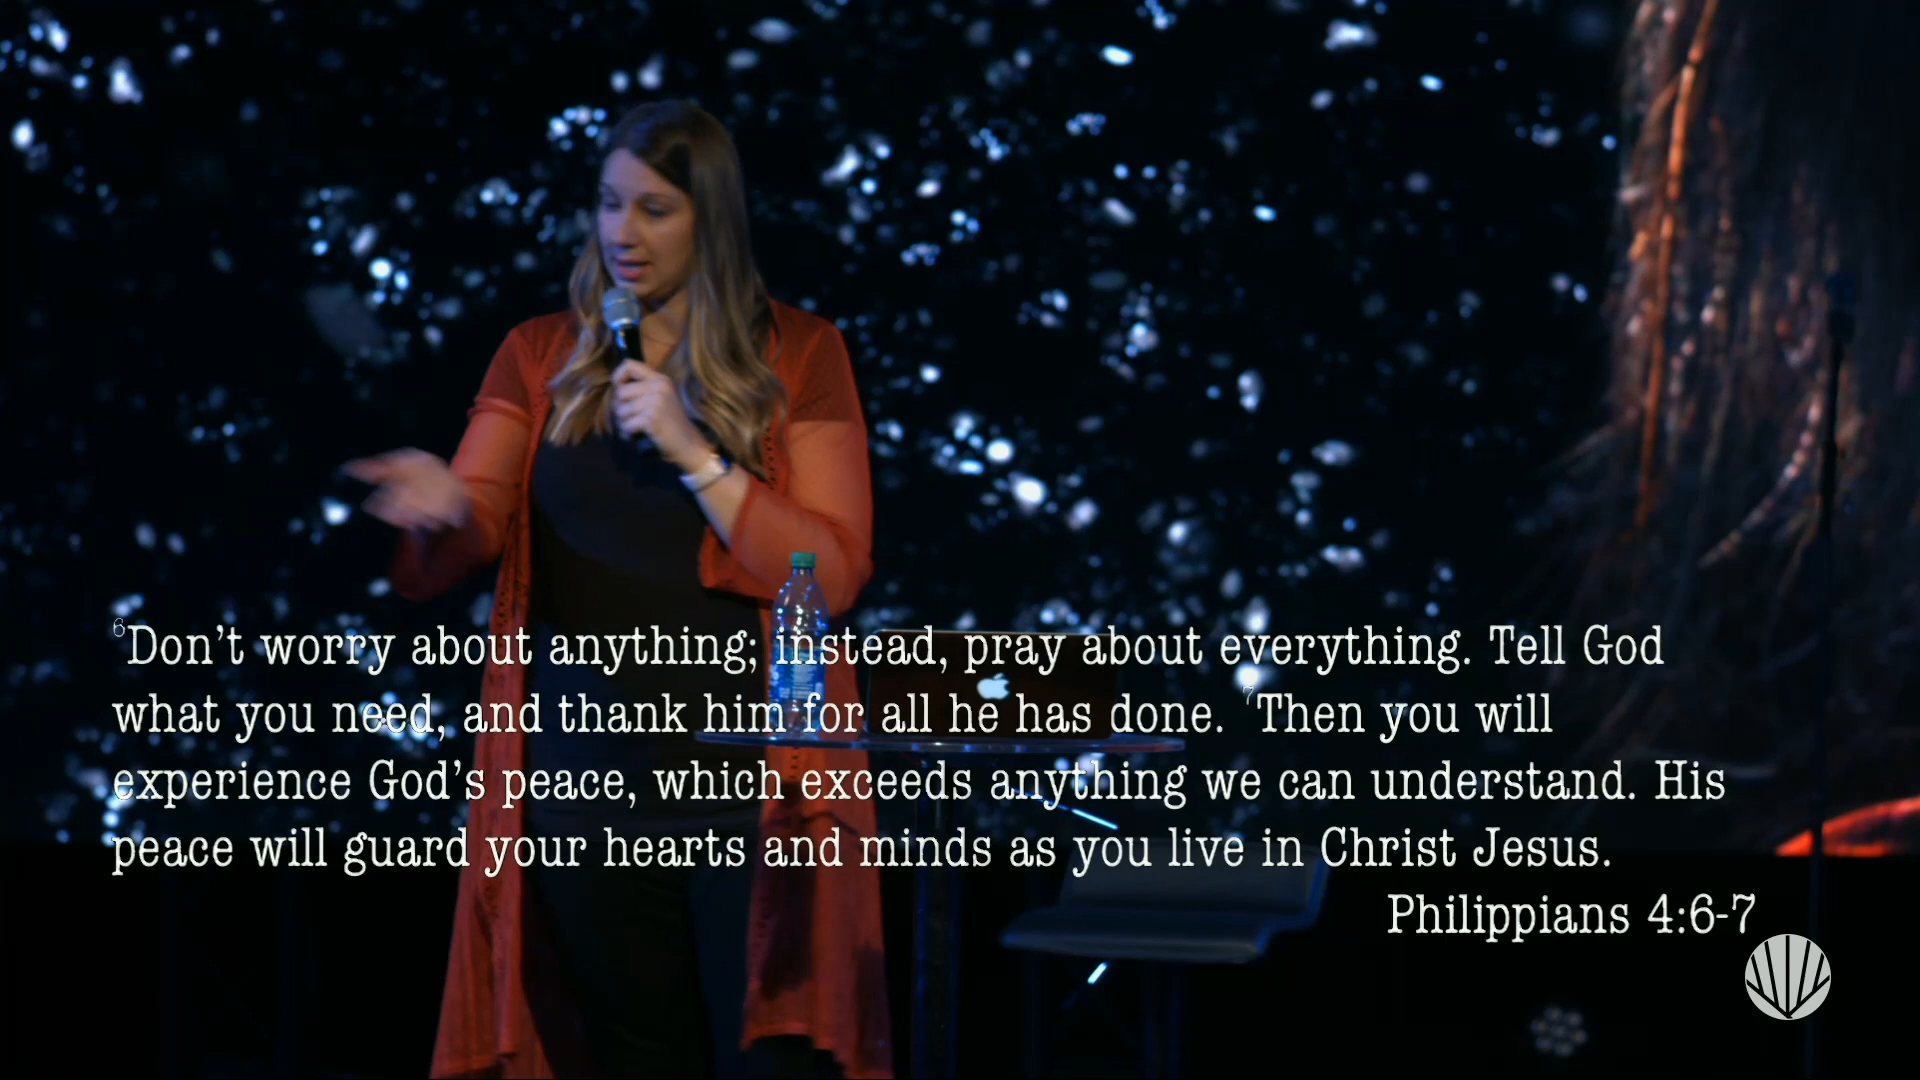 ⁶Don’t worry about anything; instead, pray about everything. Tell God
what you need, and thank him for all he has done. ⁷Then you will
experience God’s peace, which exceeds anything we can understand. His
peace will guard your hearts and minds as you live in Christ Jesus.
Philippians 4:6-7